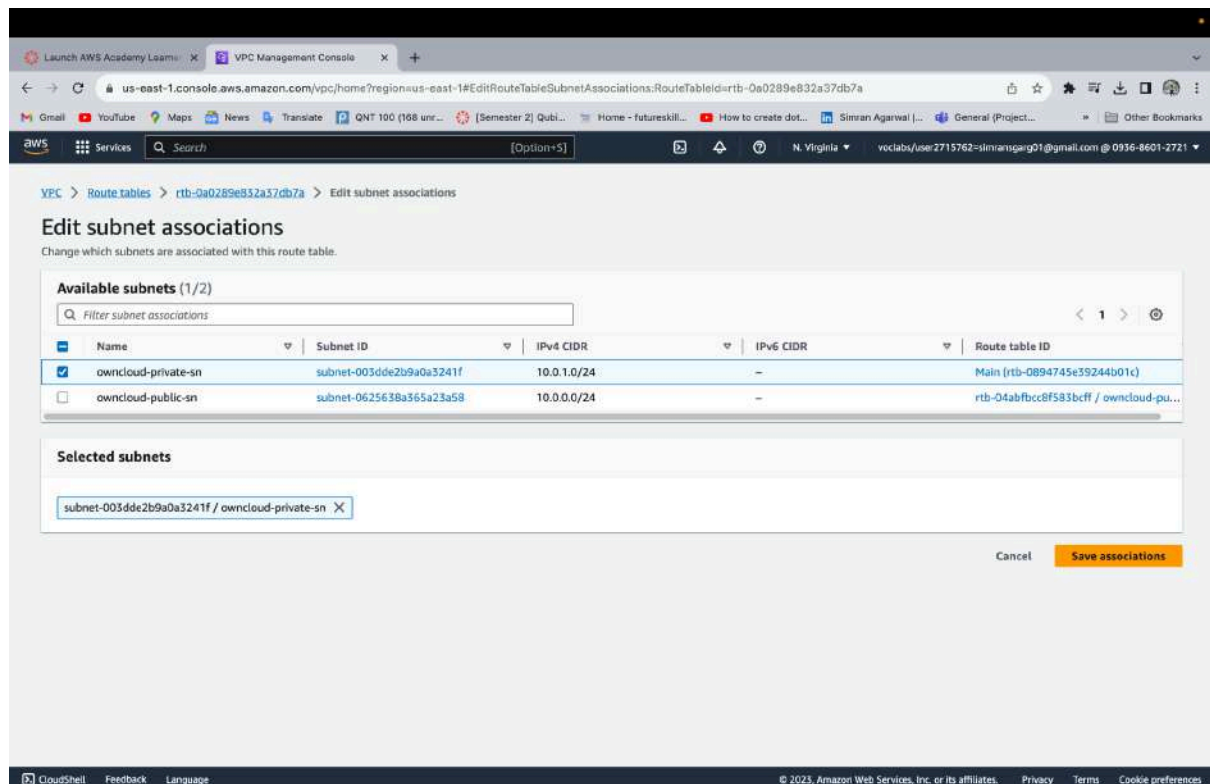 Launch AWS Academy Learne
VPC Management Console
us-east-1.console.aws.amazon.com/vpc/home?region=us-east-1#EditRouteTableSubnetAssociations:RouteTableId=rtb-0a0289e832a37db7a
Gmail YouTube Maps News Translate QNT 100 (168 unr... [Semester 2] Qubi... Home - futureskill... How to create dot... Simran Agarwal |... General (Project... » Other Bookmarks
aws Services Search [Option+S] N. Virginia voclabs/user2715762=simransgarg01@gmail.com @ 0936-8601-2721
VPC > Route tables > rtb-0a0289e832a37db7a > Edit subnet associations
Edit subnet associations
Change which subnets are associated with this route table.
Available subnets (1/2)
Filter subnet associations
< 1 >
Name Subnet ID IPv4 CIDR IPv6 CIDR Route table ID
owncloud-private-sn subnet-003dde2b9a0a3241f 10.0.1.0/24 – Main (rtb-0894745e39244b01c)
owncloud-public-sn subnet-0625638a365a23a58 10.0.0.0/24 – rtb-04abfbcc8f583bcff / owncloud-pu...
Selected subnets
subnet-003dde2b9a0a3241f / owncloud-private-sn
Cancel Save associations
CloudShell Feedback Language © 2023, Amazon Web Services, Inc. or its affiliates. Privacy Terms Cookie preferences